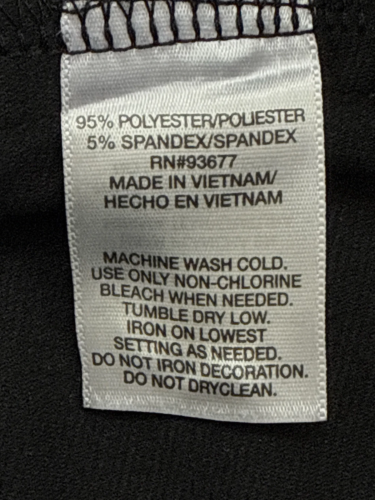 95% POLYESTER/POLIESTER
5% SPANDEX/SPANDEX
RN#93677
MADE IN VIETNAM/
HECHO EN VIETNAM
MACHINE WASH COLD.
USE ONLY NON-CHLORINE
BLEACH WHEN NEEDED.
TUMBLE DRY LOW.
IRON ON LOWEST
SETTING AS NEEDED.
DO NOT IRON DECORATION.
DO NOT DRYCLEAN.